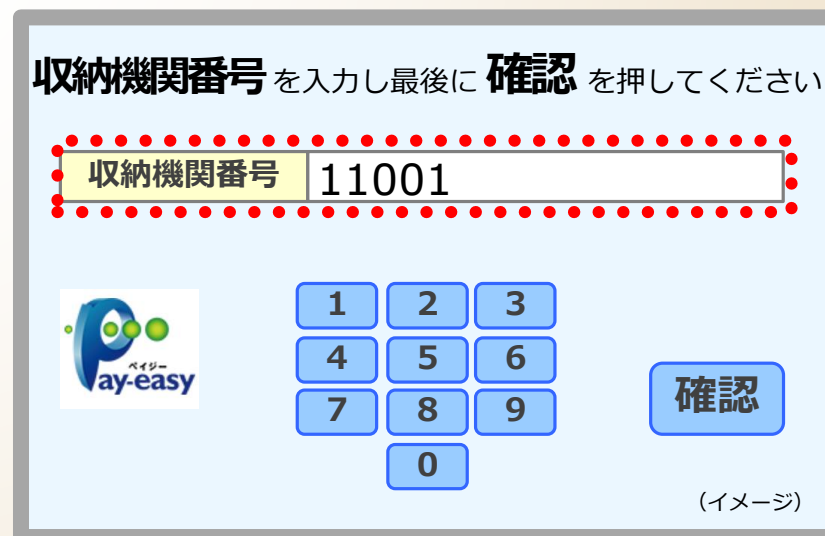 収納機関番号 を入力し最後に 確認 を押してください
収納機関番号 11001
ペイジー
Pay-easy
1 2 3
4 5 6
7 8 9
0
確認
（イメージ）